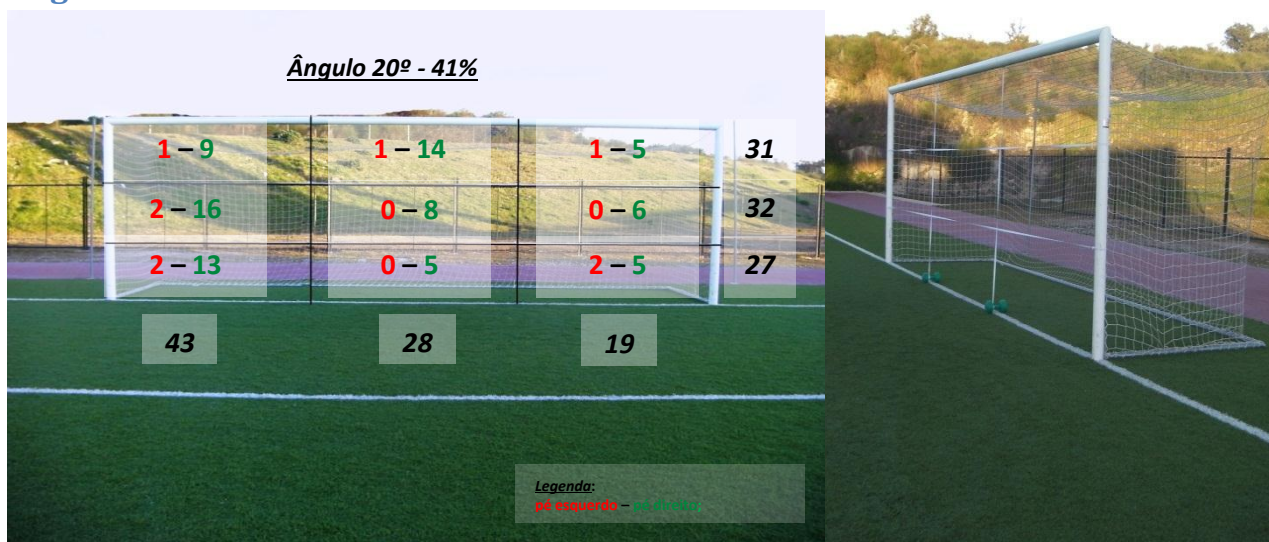 Ângulo 20º - 41%
1 – 9 1 – 14 1 – 5 31
2 – 16 0 – 8 0 – 6 32
2 – 13 0 – 5 2 – 5 27
43 28 19
Legenda:
pé esquerdo – pé direito;